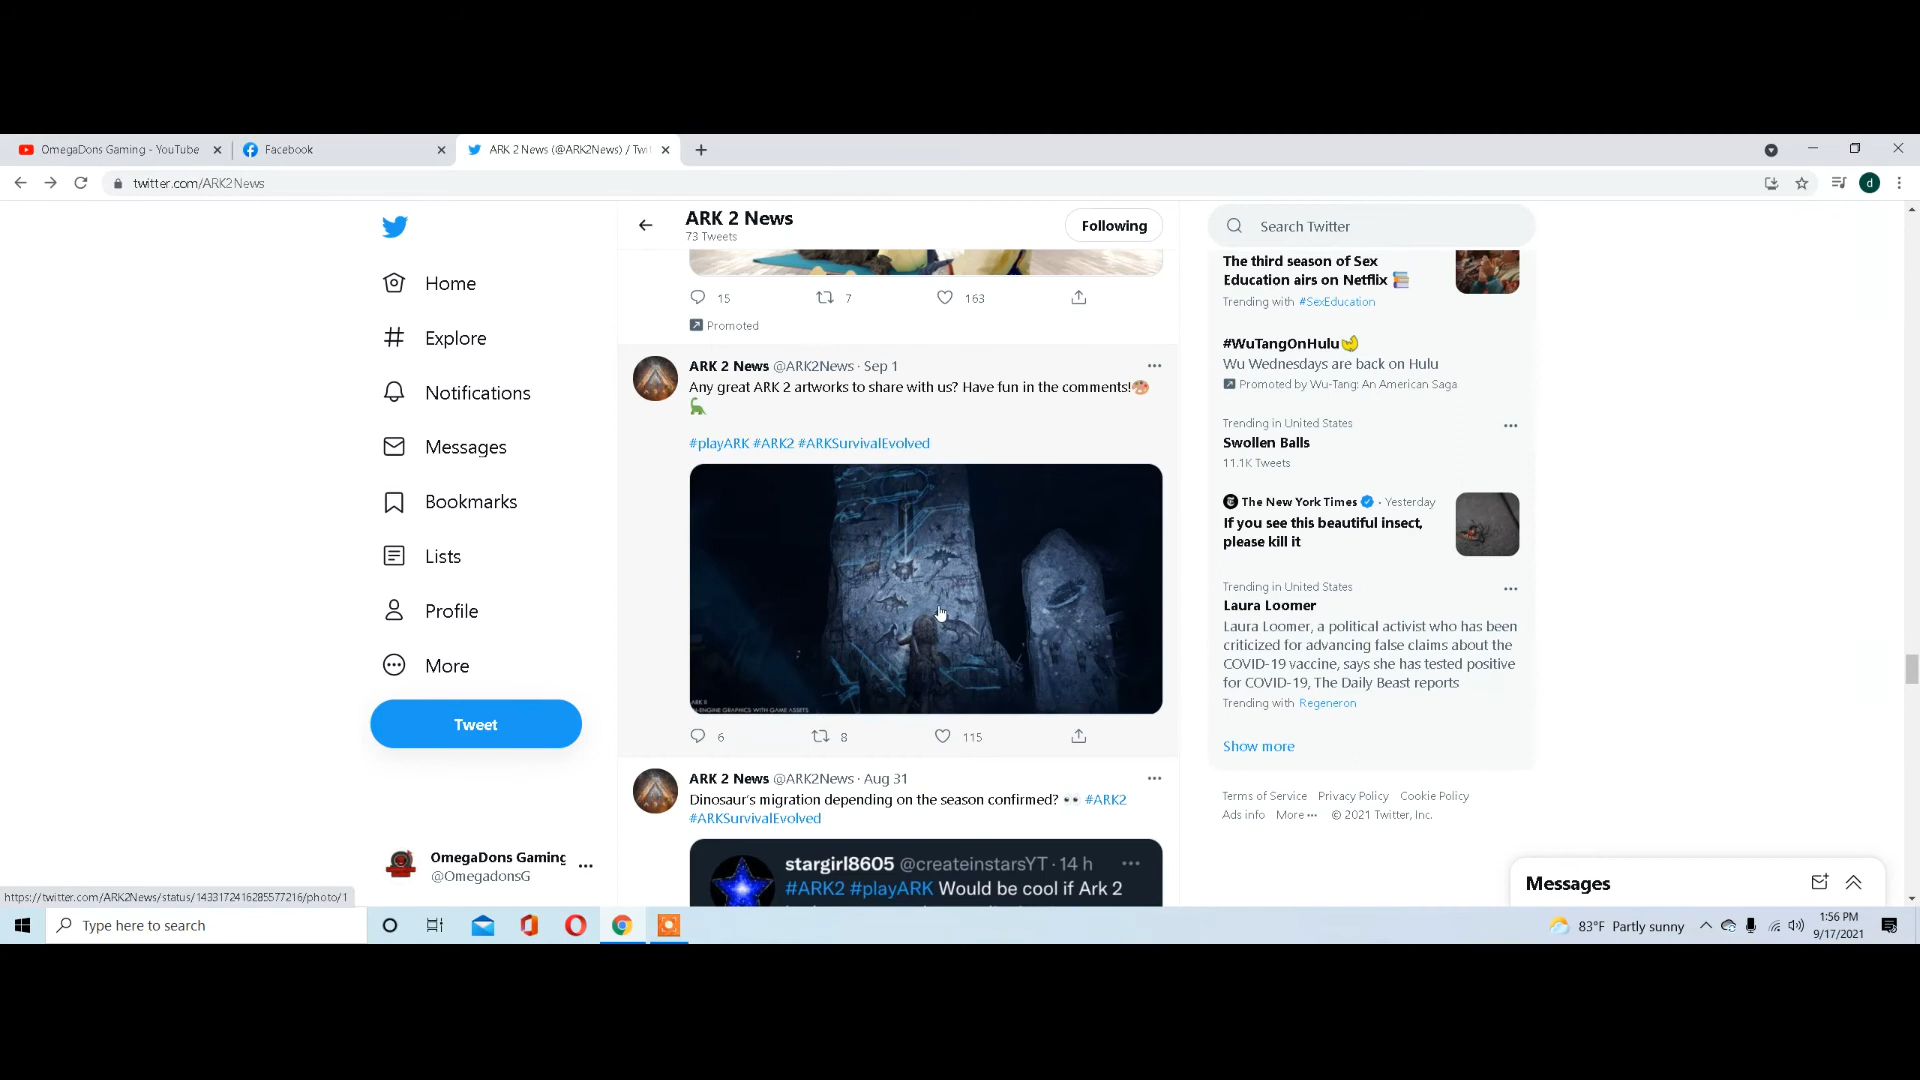 OmegaDons Gaming - YouTube
Facebook
ARK 2 News (@ARK2News) / Twi
twitter.com/ARK2News
d
Home
Explore
Notifications
Messages
Bookmarks
Lists
Profile
More
Tweet
OmegaDons Gaming
@OmegadonsG
ARK 2 News
73 Tweets
Following
15
7
163
Promoted
ARK 2 News @ARK2News · Sep 1
Any great ARK 2 artworks to share with us? Have fun in the comments!🎨
🦕
#playARK #ARK2 #ARKSurvivalEvolved
ARK II
ENGINE GRAPHICS WITH GAME ASSETS
6
8
115
ARK 2 News @ARK2News · Aug 31
Dinosaur's migration depending on the season confirmed? 👀 #ARK2
#ARKSurvivalEvolved
stargirl8605 @createinstarsYT · 14 h
#ARK2 #playARK Would be cool if Ark 2
Search Twitter
The third season of Sex
Education airs on Netflix 📚
Trending with #SexEducation
#WuTangOnHulu
Wu Wednesdays are back on Hulu
Promoted by Wu-Tang: An American Saga
Trending in United States
Swollen Balls
11.1K Tweets
The New York Times · Yesterday
If you see this beautiful insect,
please kill it
Trending in United States
Laura Loomer
Laura Loomer, a political activist who has been
criticized for advancing false claims about the
COVID-19 vaccine, says she has tested positive
for COVID-19, The Daily Beast reports
Trending with Regeneron
Show more
Terms of Service Privacy Policy Cookie Policy
Ads info More ··· © 2021 Twitter, Inc.
Messages
https://twitter.com/ARK2News/status/1433172416285577216/photo/1
Type here to search
83°F Partly sunny
1:56 PM
9/17/2021